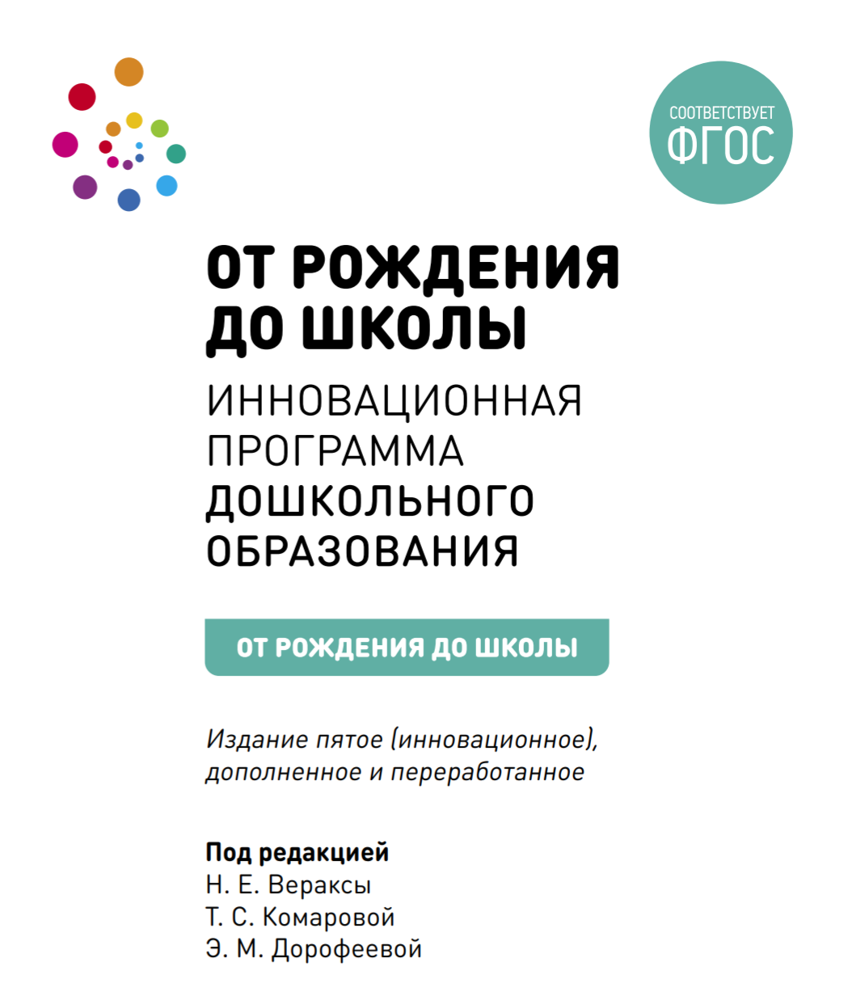 СООТВЕТСТВУЕТ
ФГОС
ОТ РОЖДЕНИЯ
ДО ШКОЛЫ
ИННОВАЦИОННАЯ
ПРОГРАММА
ДОШКОЛЬНОГО
ОБРАЗОВАНИЯ
ОТ РОЖДЕНИЯ ДО ШКОЛЫ
Издание пятое (инновационное),
дополненное и переработанное
Под редакцией
Н. Е. Вераксы
Т. С. Комаровой
Э. М. Дорофеевой